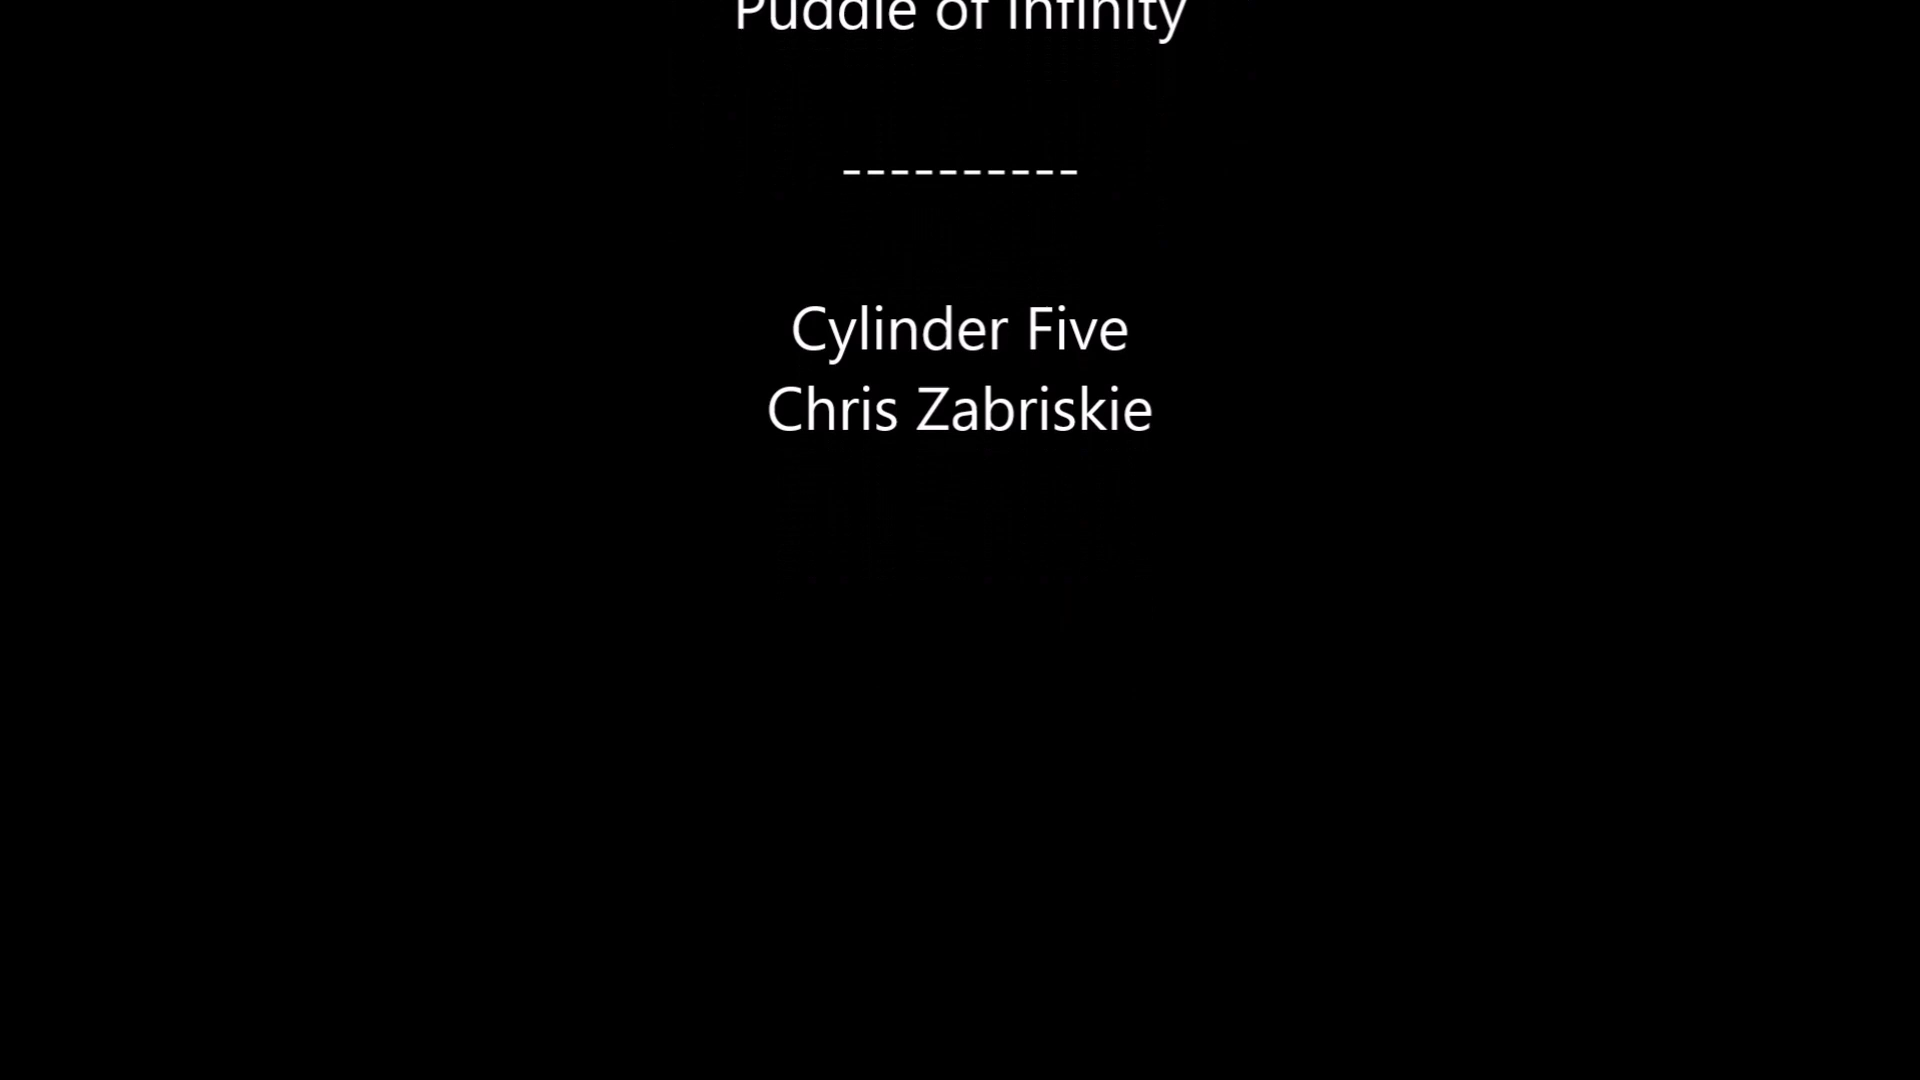 Puddle of Infinity
----------
Cylinder Five
Chris Zabriskie